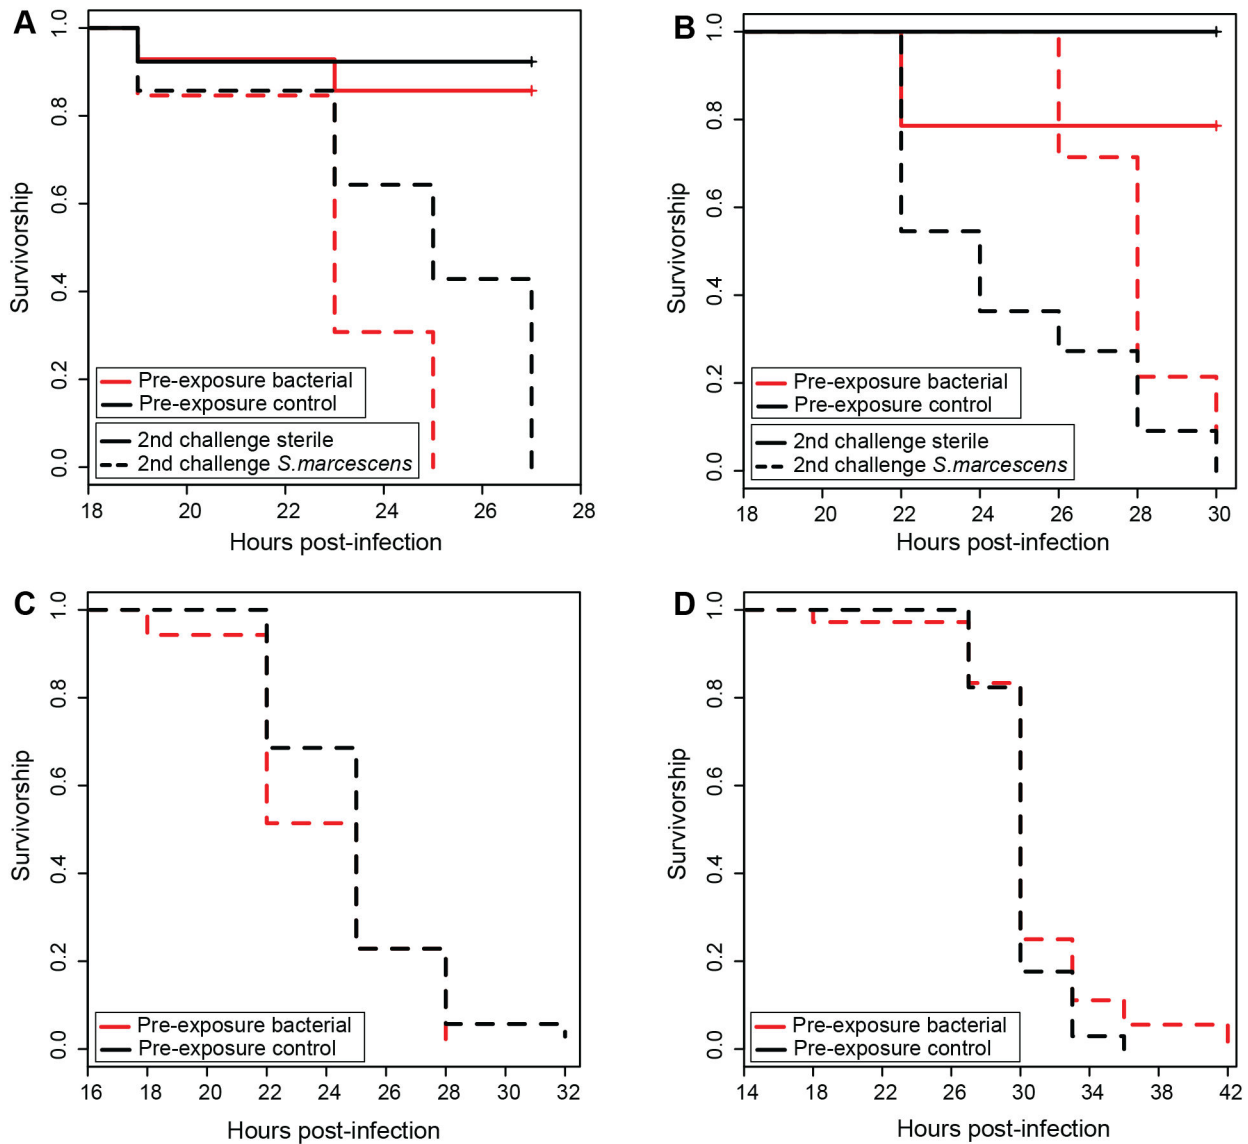 A
Survivorship
1.0
0.8
0.6
0.4
0.2
0.0
Pre-exposure bacterial
Pre-exposure control
2nd challenge sterile
2nd challenge S.marcescens
18 20 22 24 26 28
Hours post-infection
B
Survivorship
1.0
0.8
0.6
0.4
0.2
0.0
Pre-exposure bacterial
Pre-exposure control
2nd challenge sterile
2nd challenge S.marcescens
18 20 22 24 26 28 30
Hours post-infection
C
Survivorship
1.0
0.8
0.6
0.4
0.2
0.0
Pre-exposure bacterial
Pre-exposure control
16 18 20 22 24 26 28 30 32
Hours post-infection
D
Survivorship
1.0
0.8
0.6
0.4
0.2
0.0
Pre-exposure bacterial
Pre-exposure control
14 18 22 26 30 34 38 42
Hours post-infection